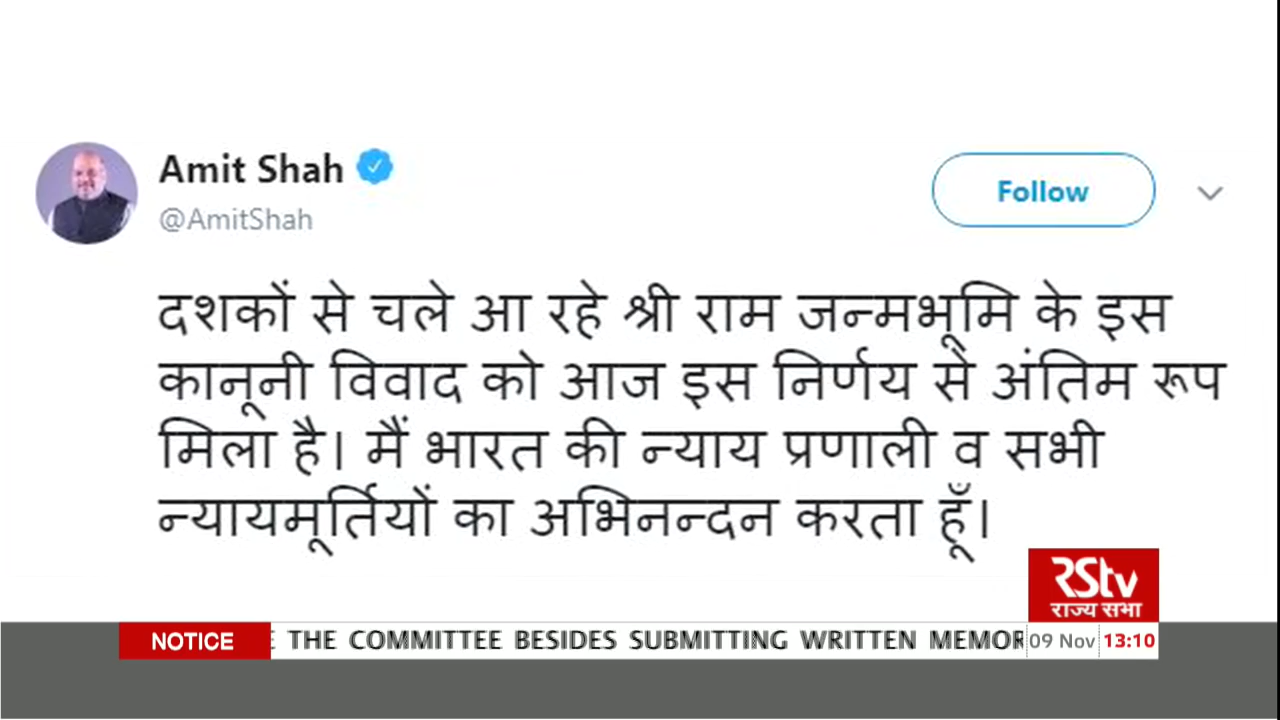 Amit Shah
@AmitShah
Follow
दशकों से चले आ रहे श्री राम जन्मभूमि के इस
कानूनी विवाद को आज इस निर्णय से अंतिम रूप
मिला है। मैं भारत की न्याय प्रणाली व सभी
न्यायमूर्तियों का अभिनन्दन करता हूँ।
RStv
राज्य सभा
NOTICE THE COMMITTEE BESIDES SUBMITTING WRITTEN 09 Nov 13:10